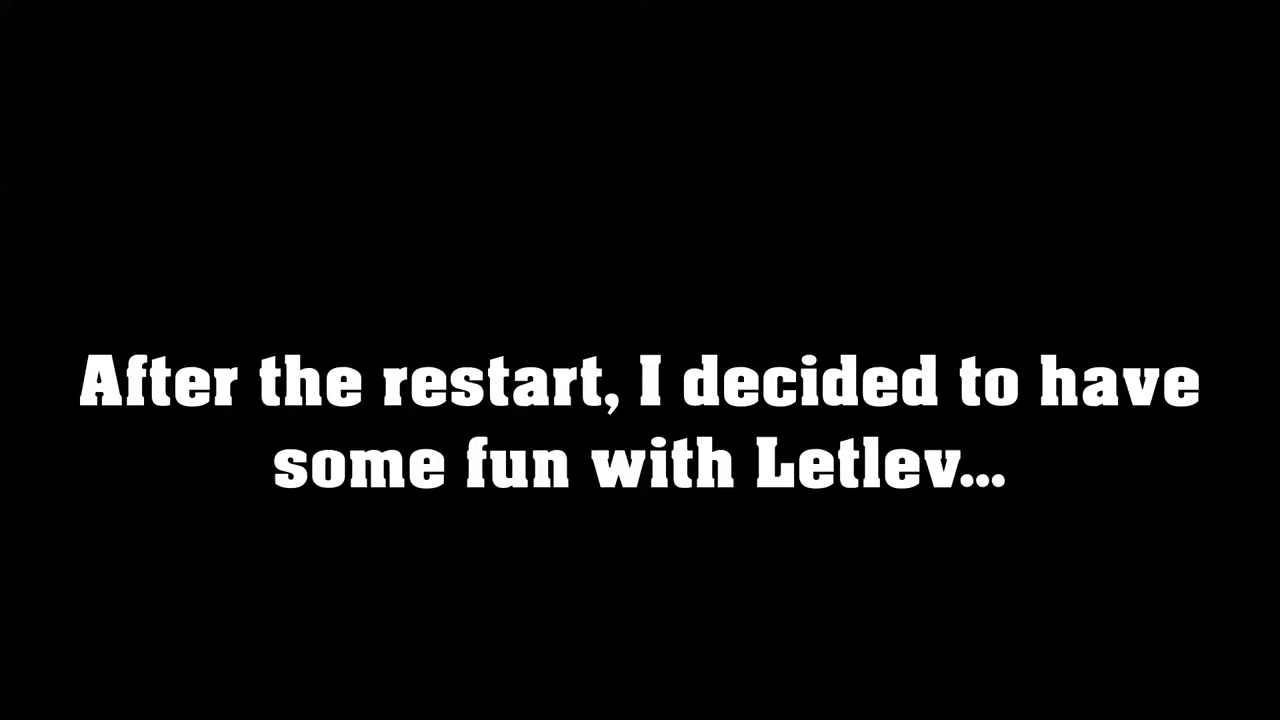 After the restart, I decided to have
some fun with Letlev...